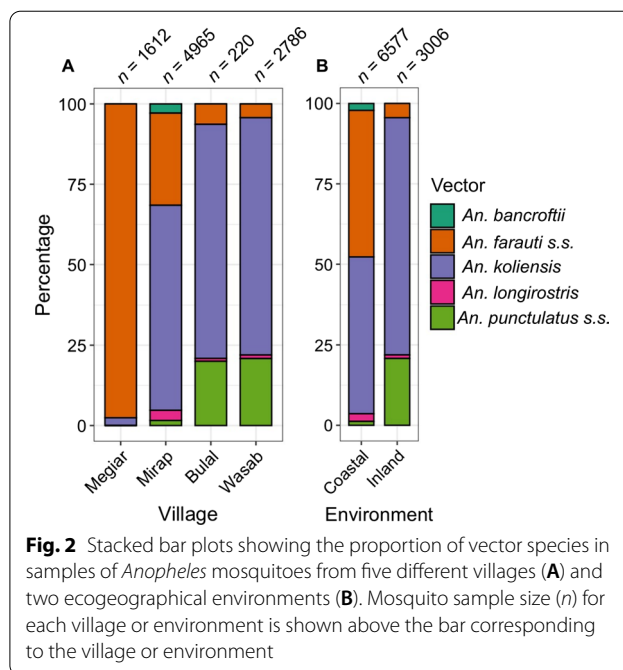 A
n = 1612
n = 4965
n = 220
n = 2786
B
n = 6577
n = 3006
100
75
50
25
0
Percentage
Megiar
Mirap
Bulal
Wasab
Village
100
75
50
25
0
Coastal
Inland
Environment
Vector
An. bancroftii
An. farauti s.s.
An. koliensis
An. longirostris
An. punctulatus s.s.
Fig. 2 Stacked bar plots showing the proportion of vector species in
samples of Anopheles mosquitoes from five different villages (A) and
two ecogeographical environments (B). Mosquito sample size (n) for
each village or environment is shown above the bar corresponding
to the village or environment